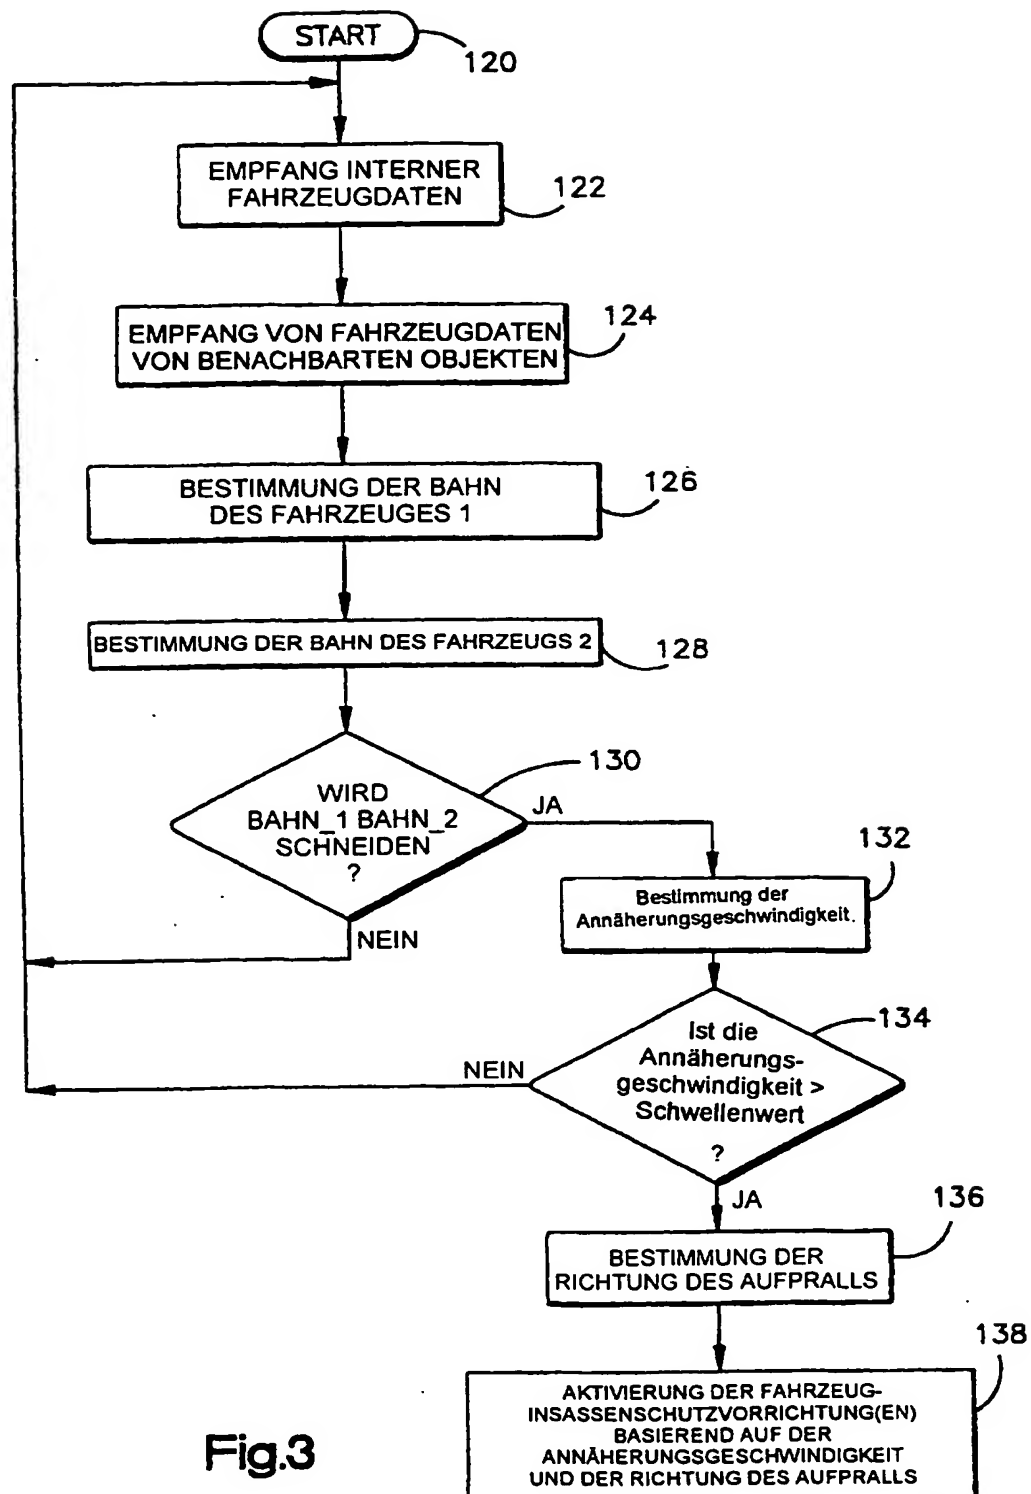 START
120
EMPFANG INTERNER
FAHRZEUGDATEN
122
EMPFANG VON FAHRZEUGDATEN
VON BENACHBARTEN OBJEKTEN
124
BESTIMMUNG DER BAHN
DES FAHRZEUGES 1
126
BESTIMMUNG DER BAHN DES FAHRZEUGS 2
128
WIRD
BAHN_1 BAHN_2
SCHNEIDEN
?
130
JA
NEIN
Bestimmung der
Annäherungsgeschwindigkeit.
132
Ist die
Annäherungs-
geschwindigkeit >
Schwellenwert
?
134
NEIN
JA
BESTIMMUNG DER
RICHTUNG DES AUFPRALLS
136
AKTIVIERUNG DER FAHRZEUG-
INSASSENSCHUTZVORRICHTUNG(EN)
BASIEREND AUF DER
ANNÄHERUNGSGESCHWINDIGKEIT
UND DER RICHTUNG DES AUFPRALLS
138
Fig.3